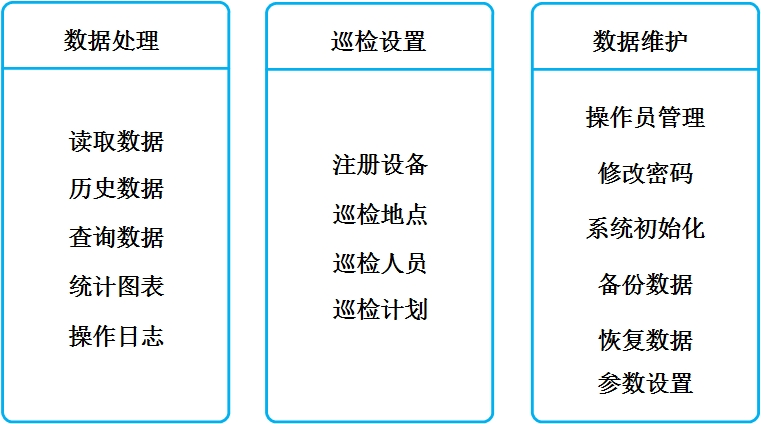 数据处理
读取数据
历史数据
查询数据
统计图表
操作日志
巡检设置
注册设备
巡检地点
巡检人员
巡检计划
数据维护
操作员管理
修改密码
系统初始化
备份数据
恢复数据
参数设置